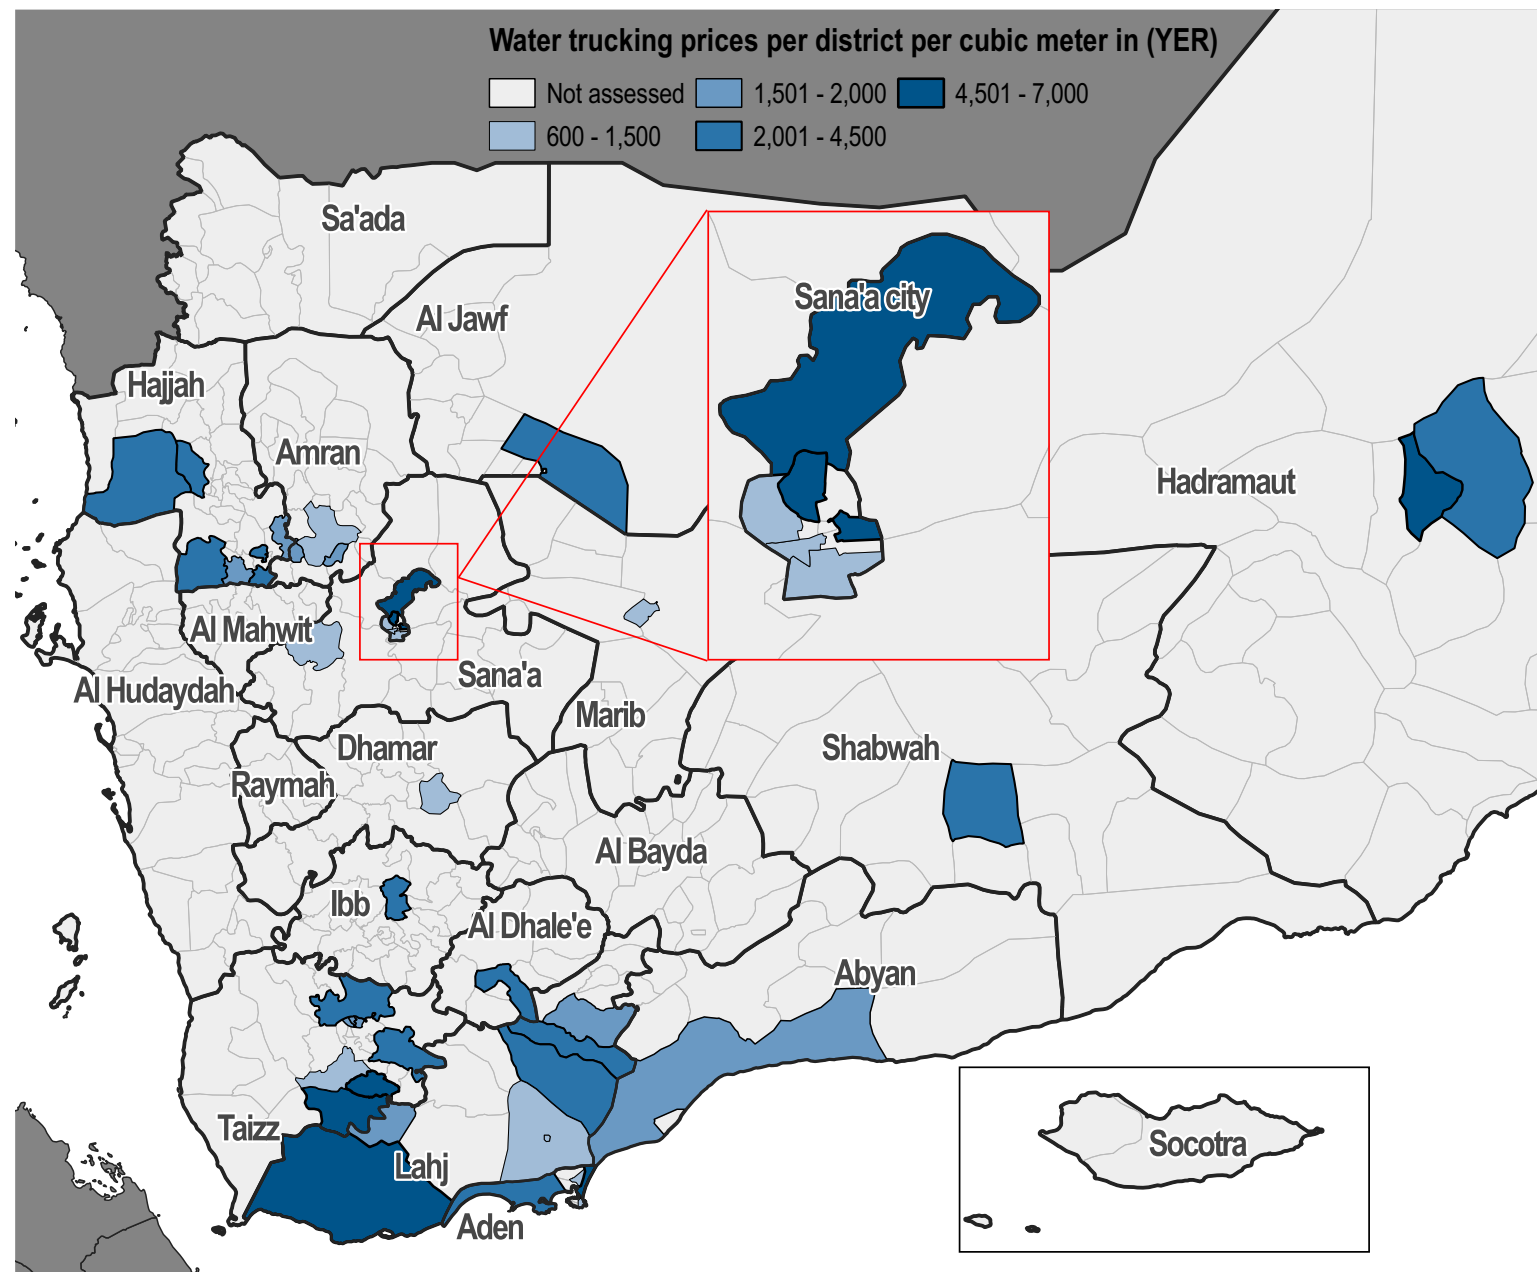 Water trucking prices per district per cubic meter in (YER)
Not assessed
1,501 - 2,000
4,501 - 7,000
600 - 1,500
2,001 - 4,500
Sa'ada
Sana'a city
Al Jawf
Hajjah
Amran
Hadramaut
Al Mahwit
Sana'a
Al Hudaydah
Marib
Dhamar
Shabwah
Raymah
Al Bayda
Ibb
Al Dhale'e
Abyan
Taizz
Socotra
Lahj
Aden